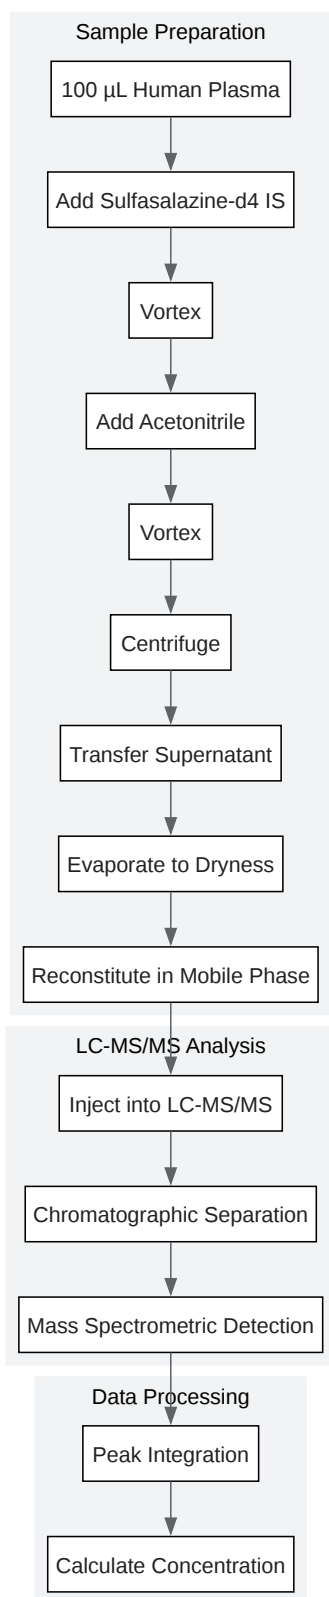 Sample Preparation
100 µL Human Plasma
Add Sulfasalazine-d4 IS
Vortex
Add Acetonitrile
Vortex
Centrifuge
Transfer Supernatant
Evaporate to Dryness
Reconstitute in Mobile Phase
LC-MS/MS Analysis
Inject into LC-MS/MS
Chromatographic Separation
Mass Spectrometric Detection
Data Processing
Peak Integration
Calculate Concentration